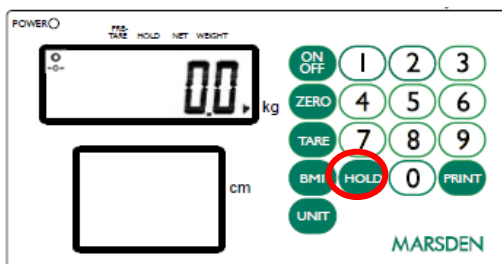 POWER
PRE-TARE HOLD NET WEIGHT
0.0 kg
cm
ON OFF 1 2 3
ZERO 4 5 6
TARE 7 8 9
BMI HOLD 0 PRINT
UNIT
MARSDEN